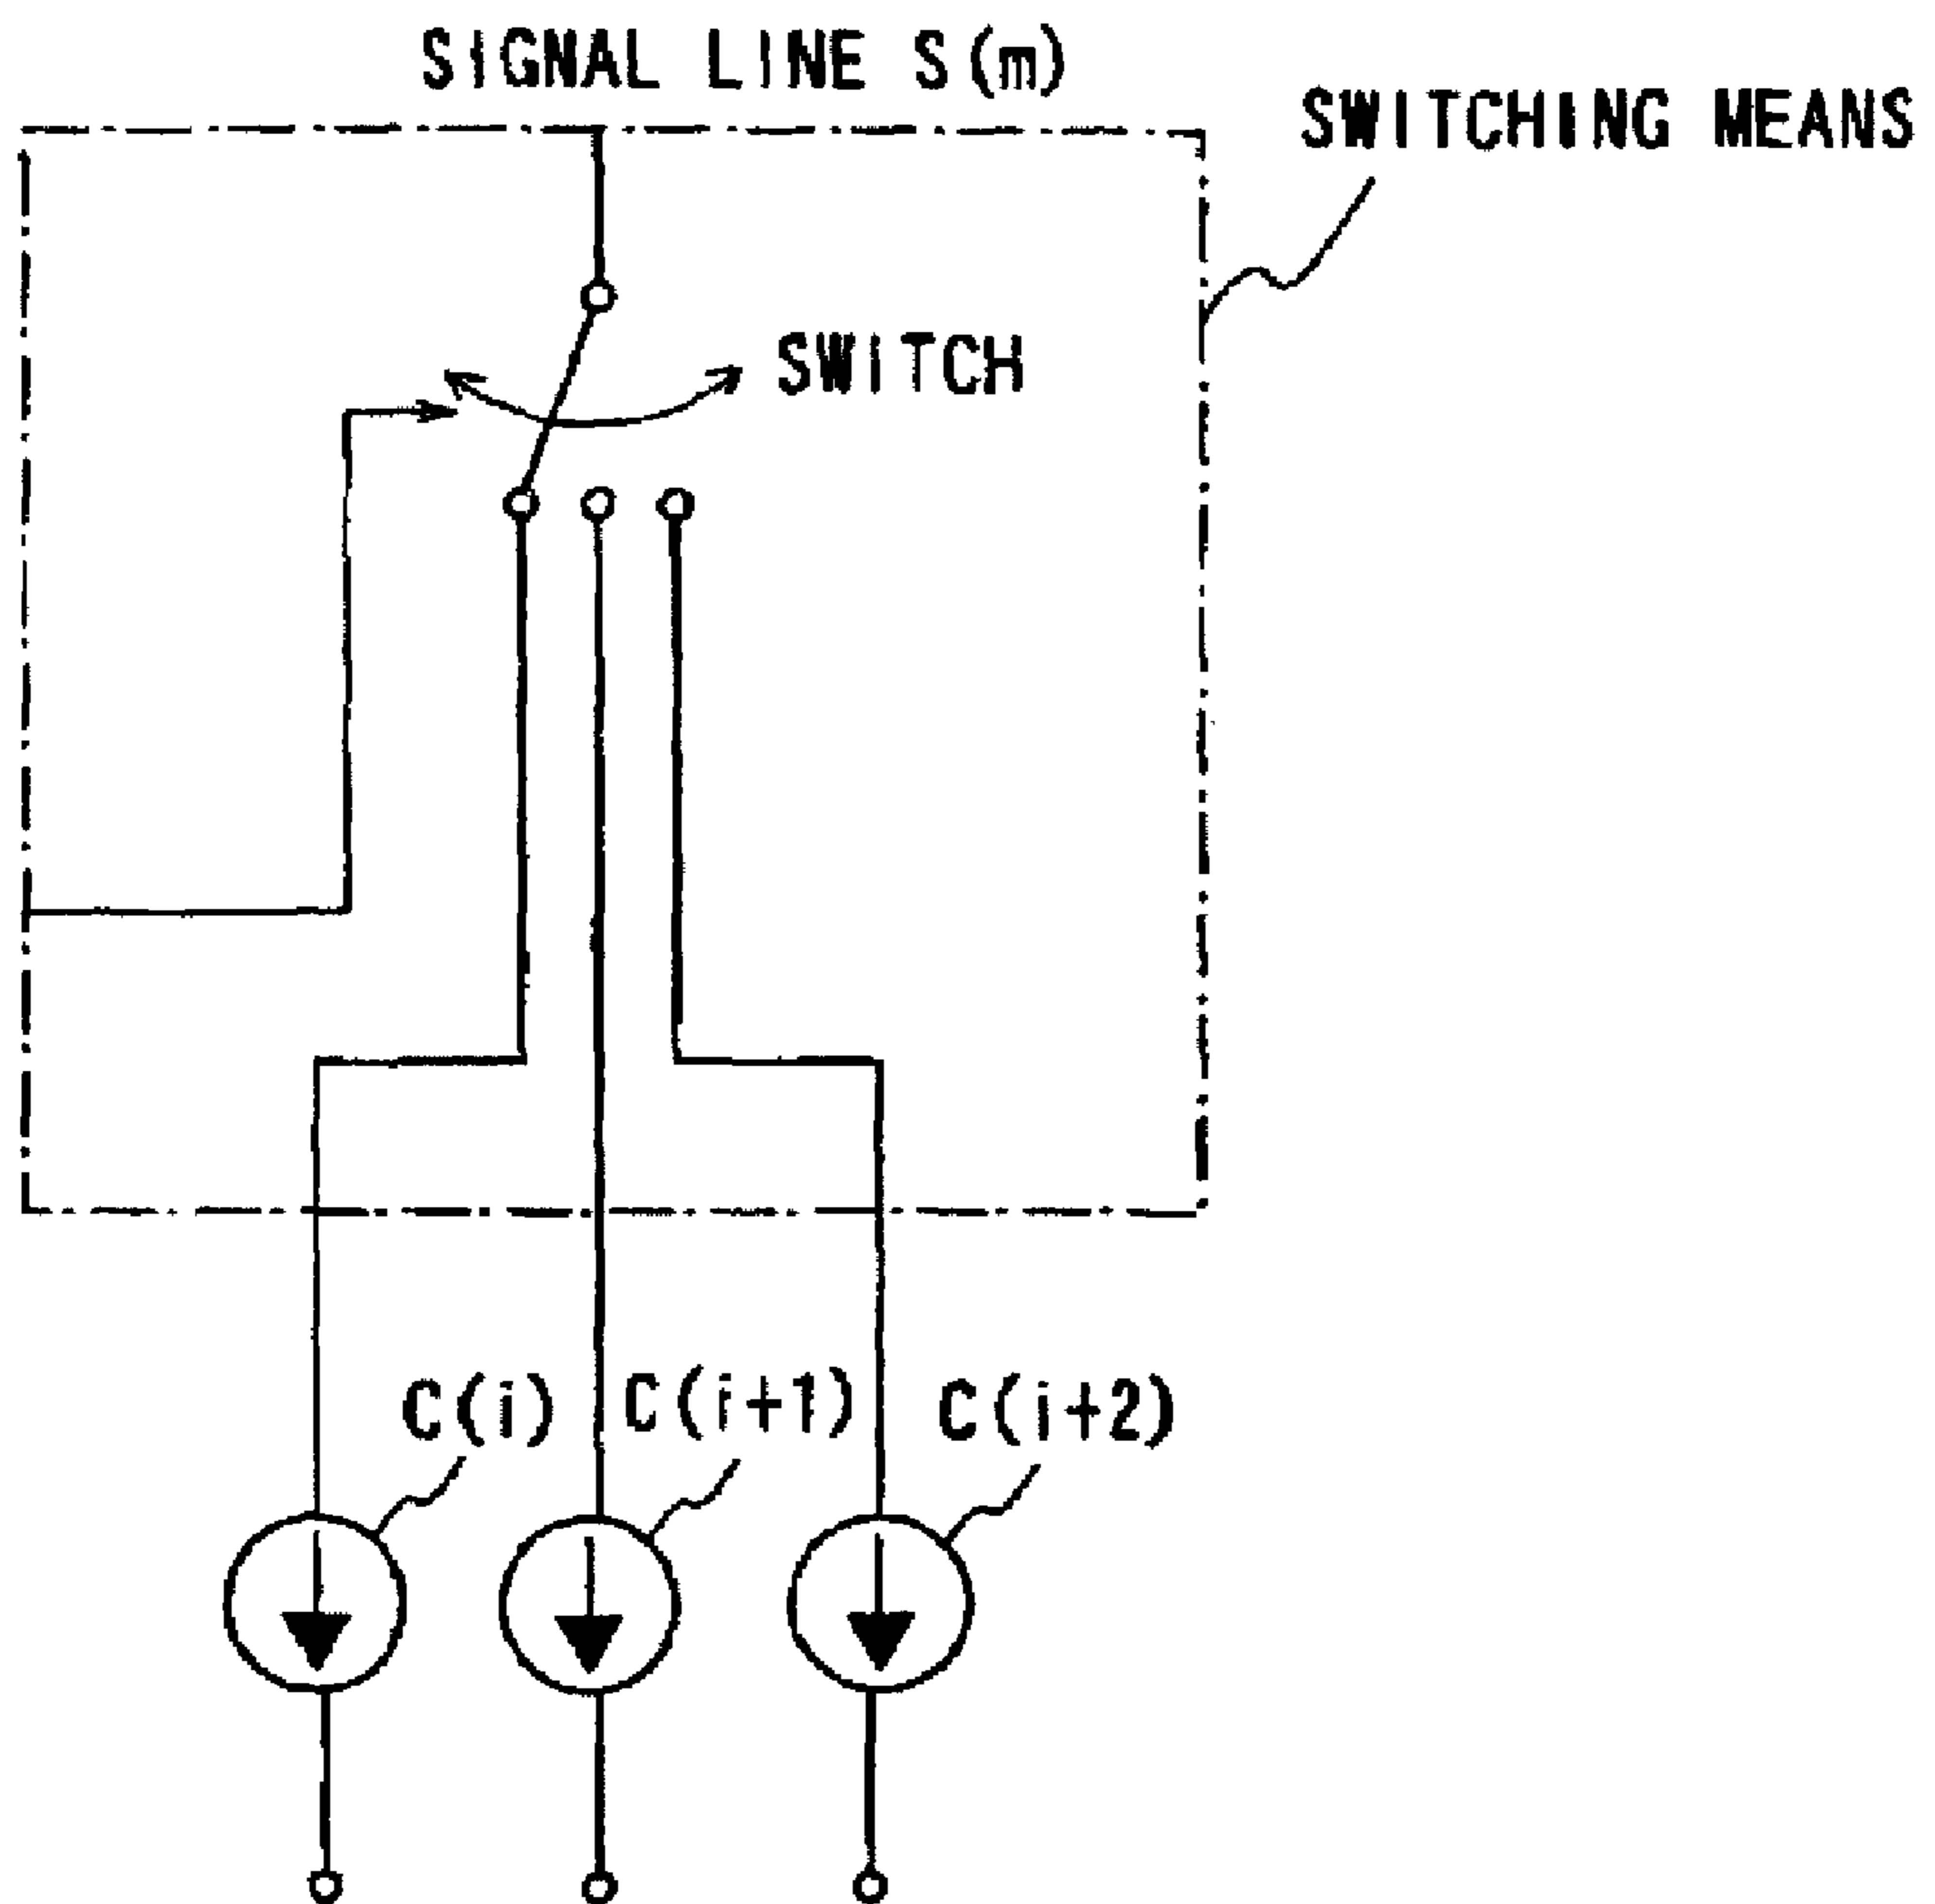 SIGNAL LINE S(m)
SWITCHING MEANS
SWITCH
C(i)
C(i+1)
C(i+2)